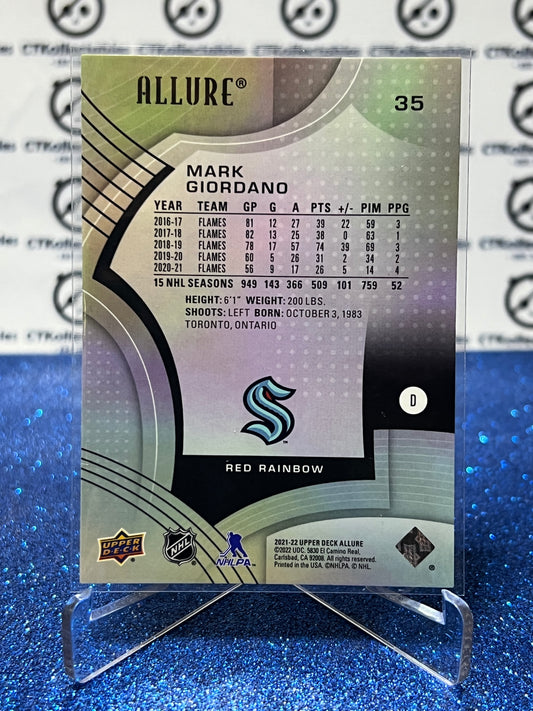 CTKollectables
ALLURE®
35
MARK
GIORDANO
YEAR TEAM GP G A PTS +/- PIM PPG
2016-17 FLAMES 81 12 27 39 22 59 3
2017-18 FLAMES 82 13 25 38 0 63 1
2018-19 FLAMES 78 17 57 74 39 69 3
2019-20 FLAMES 60 5 26 31 2 34 2
2020-21 FLAMES 56 9 17 26 5 14 4
15 NHL SEASONS 949 143 366 509 101 759 52
HEIGHT: 6'1" WEIGHT: 200 LBS.
SHOOTS: LEFT BORN: OCTOBER 3, 1983
TORONTO, ONTARIO
D
RED RAINBOW
UPPER DECK
NHL
NHLPA
2021-22 UPPER DECK ALLURE
©2022 UDC. 5830 El Camino Real,
Carlsbad, CA 92008. All rights reserved.
Printed in the USA. ©NHLPA. © NHL.